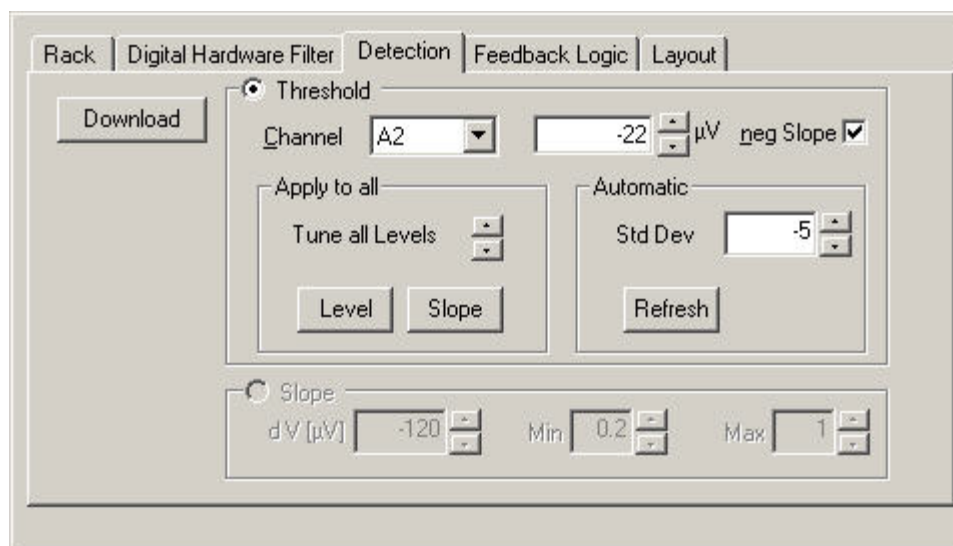 Rack Digital Hardware Filter Detection Feedback Logic Layout
Download
Threshold
Channel A2 -22 µV neg Slope
Apply to all
Tune all Levels
Level Slope
Automatic
Std Dev -5
Refresh
Slope
dV [µV] -120 Min 0.2 Max 1